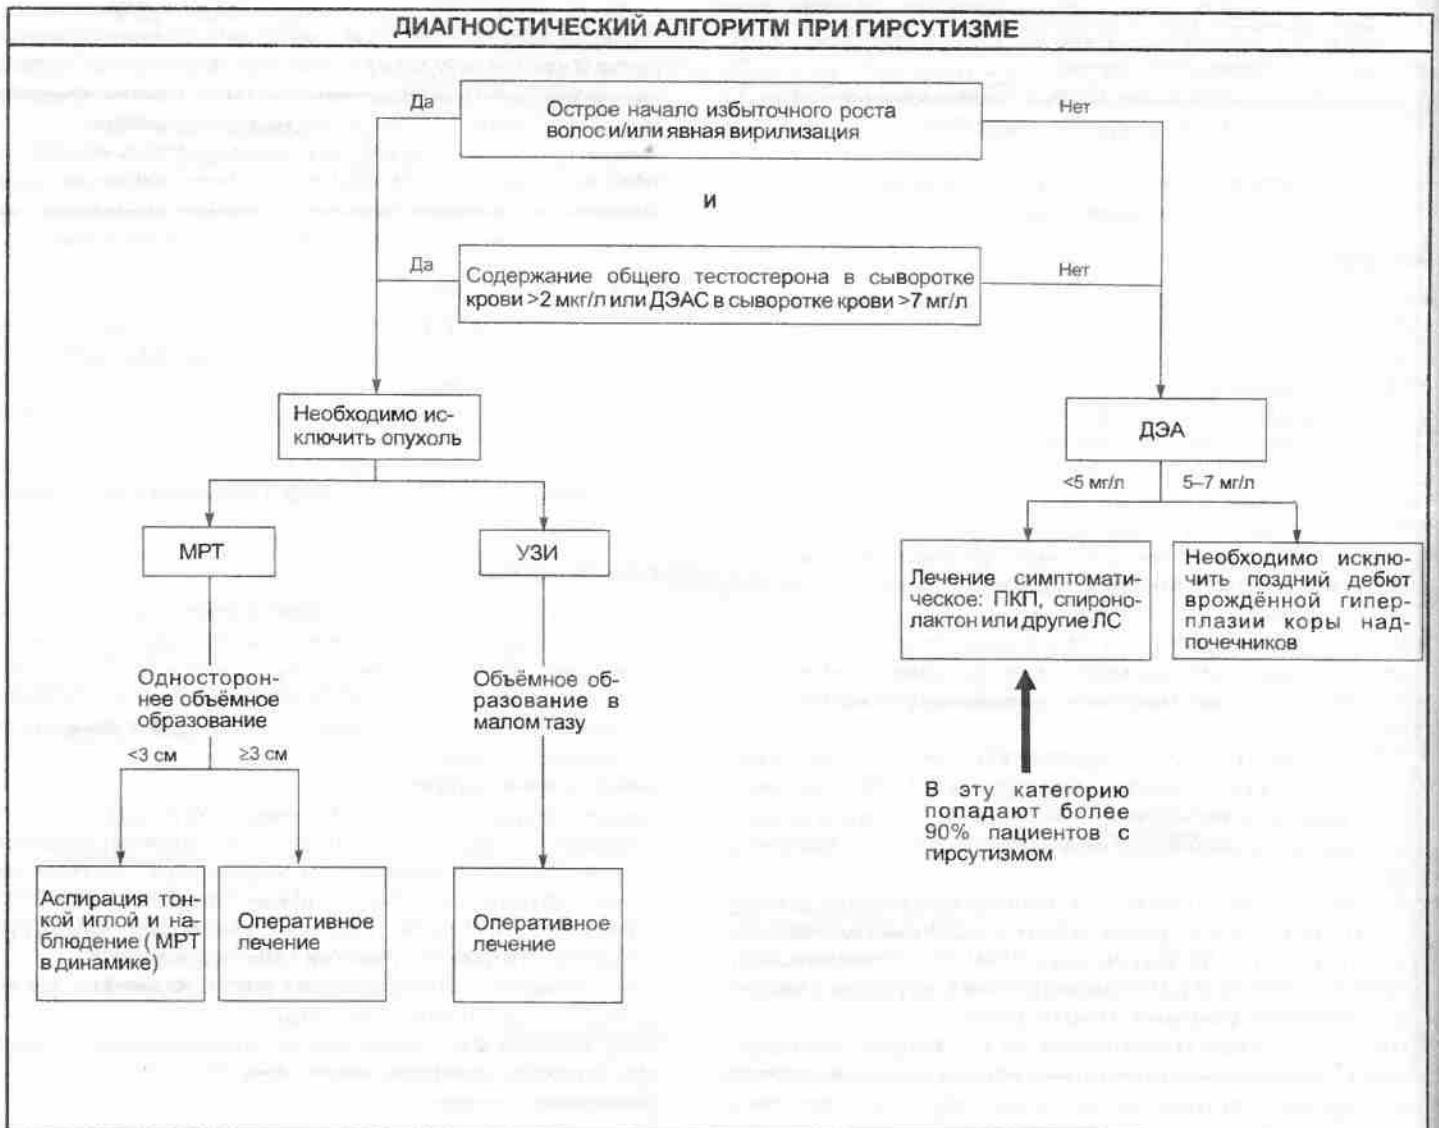 ДИАГНОСТИЧЕСКИЙ АЛГОРИТМ ПРИ ГИРСУТИЗМЕ
Да
Острое начало избыточного роста
волос и/или явная вирилизация
Нет
и
Да
Содержание общего тестостерона в сыворотке
крови >2 мкг/л или ДЭАС в сыворотке крови >7 мг/л
Нет
Необходимо ис-
ключить опухоль
ДЭА
<5 мг/л
5–7 мг/л
МРТ
УЗИ
Лечение симптомати-
ческое: ПКП, спироно-
лактон или другие ЛС
Необходимо исклю-
чить поздний дебют
врождённой гипер-
плазии коры над-
почечников
Односторон-
нее объёмное
образование
Объёмное об-
разование в
малом тазу
<3 см
≥3 см
В эту категорию
попадают более
90% пациентов с
гирсутизмом
Аспирация тон-
кой иглой и на-
блюдение ( МРТ
в динамике)
Оперативное
лечение
Оперативное
лечение